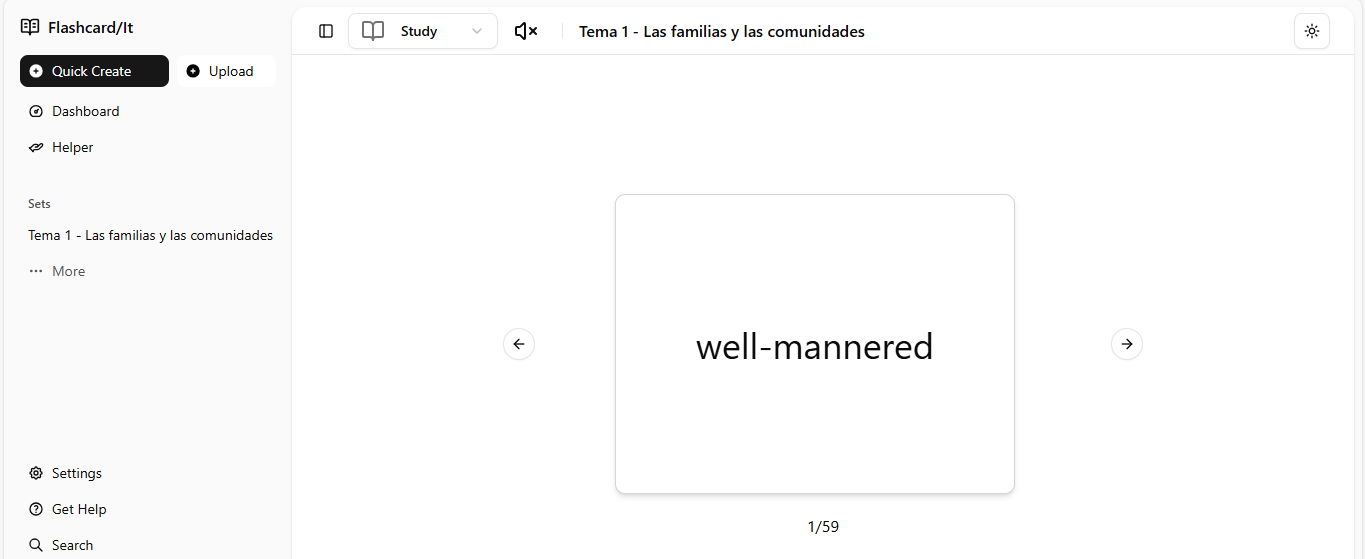 Flashcard/It
Quick Create
Upload
Dashboard
Helper
Sets
Tema 1 - Las familias y las comunidades
More
Settings
Get Help
Search
Study
Tema 1 - Las familias y las comunidades
well-mannered
1/59